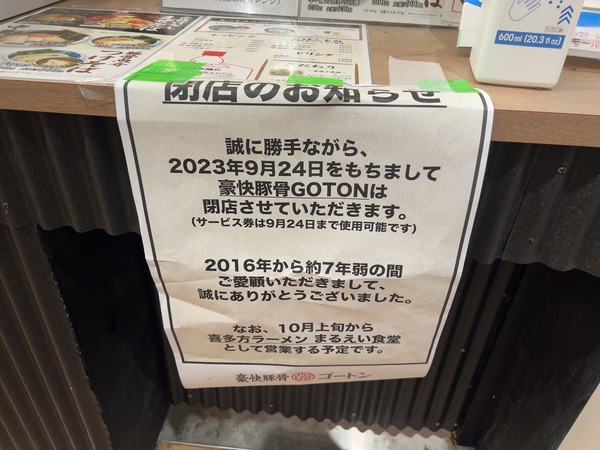 600ml (20.3 fl oz)
閉店のお知らせ
誠に勝手ながら、
2023年9月24日をもちまして
豪快豚骨GOTONは
閉店させていただきます。
(サービス券は9月24日まで使用可能です)
2016年から約7年弱の間
ご愛顧いただきまして、
誠にありがとうございました。
なお、10月上旬から
喜多方ラーメン まるえい食堂
として営業する予定です。
豪快豚骨 ゴートン